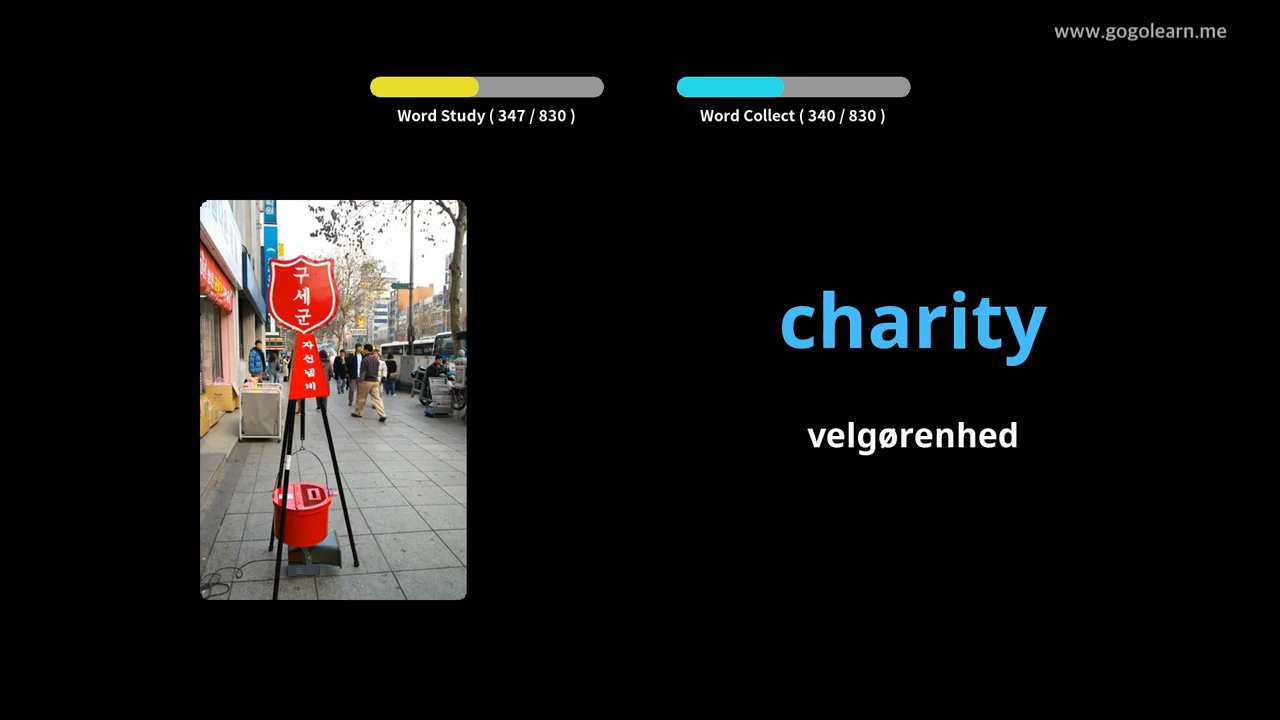 www.gogolearn.me
Word Study ( 347 / 830 )
Word Collect ( 340 / 830 )
구
세
군
자
선
냄
비
charity
velgørenhed